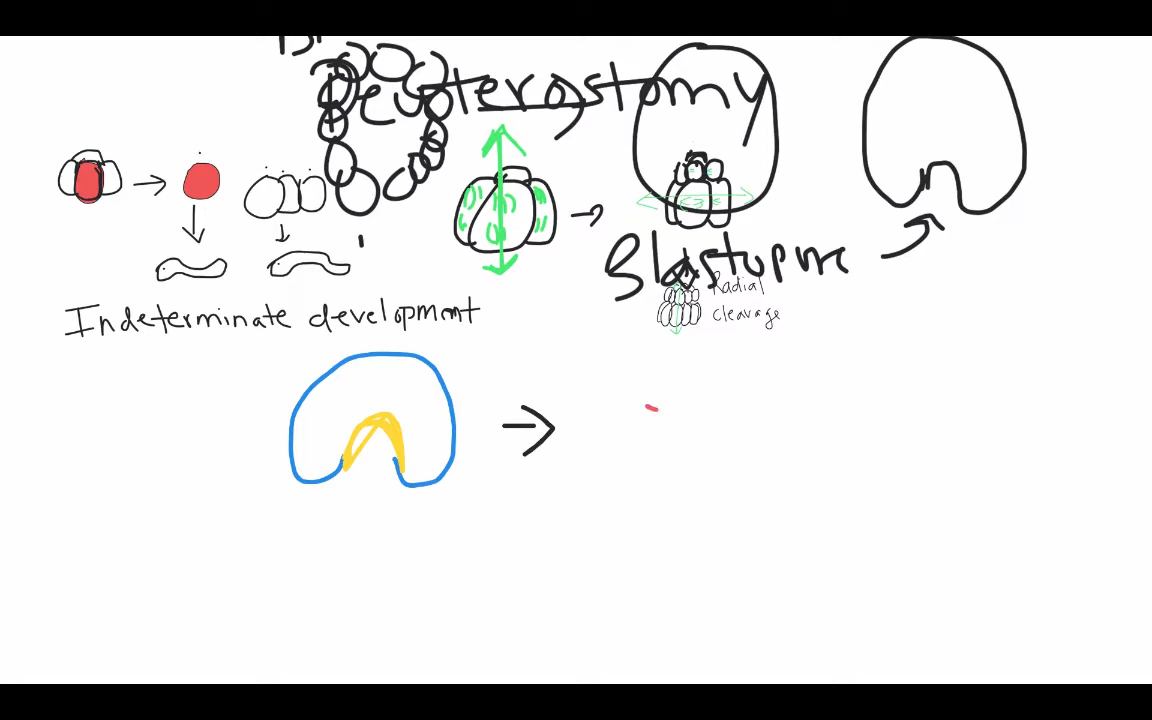 Deuterostomy
Blastopore
Radial
cleavage
Indeterminate development